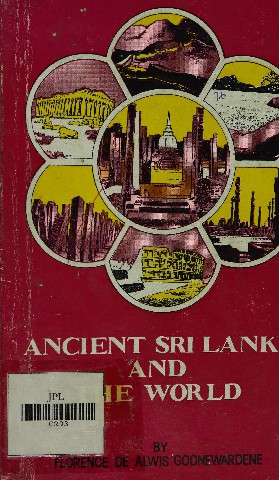 ANCIENT SRI LANK
AND
HE WORLD
JPL
BY
FLORENCE DE ALWIS GOONEWARDENE